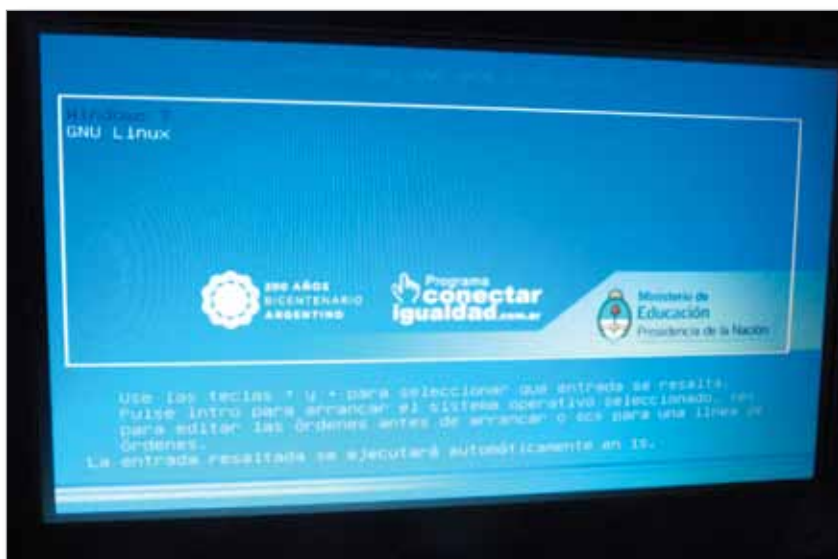 Windows 7
GNU Linux
200 AÑOS
BICENTENARIO
ARGENTINO
Programa
conectar
igualdad.com.ar
Ministerio de
Educación
Presidencia de la Nación
Use las teclas y para seleccionar qué entrada se resalta.
Pulse intro para arrancar el sistema operativo seleccionado,
para editar las órdenes antes de arrancar o para una línea de
órdenes.
La entrada resaltada se ejecutará automáticamente en 1s.